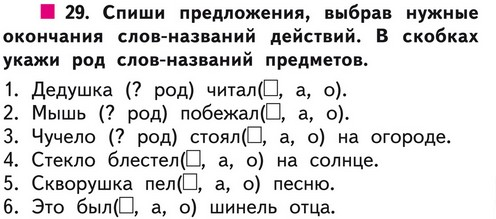 29. Спиши предложения, выбрав нужные
окончания слов-названий действий. В скобках
укажи род слов-названий предметов.
1. Дедушка (? род) читал(□, а, о).
2. Мышь (? род) побежал(□, а, о).
3. Чучело (? род) стоял(□, а, о) на огороде.
4. Стекло блестел(□, а, о) на солнце.
5. Скворушка пел(□, а, о) песню.
6. Это был(□, а, о) шинель отца.